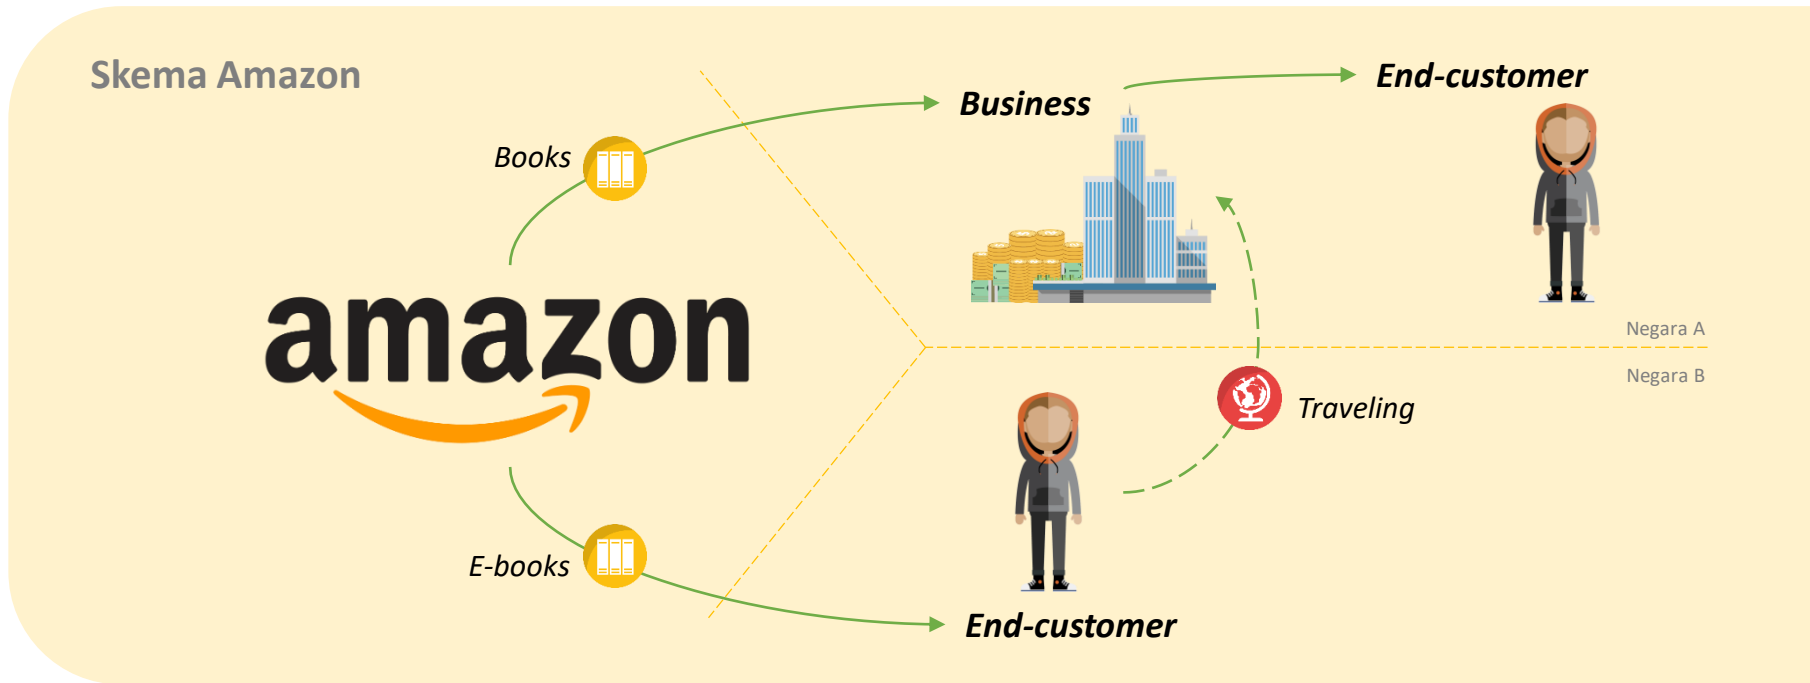 Skema Amazon
End-customer
Business
Books
amazon
Negara A
Negara B
Traveling
E-books
End-customer